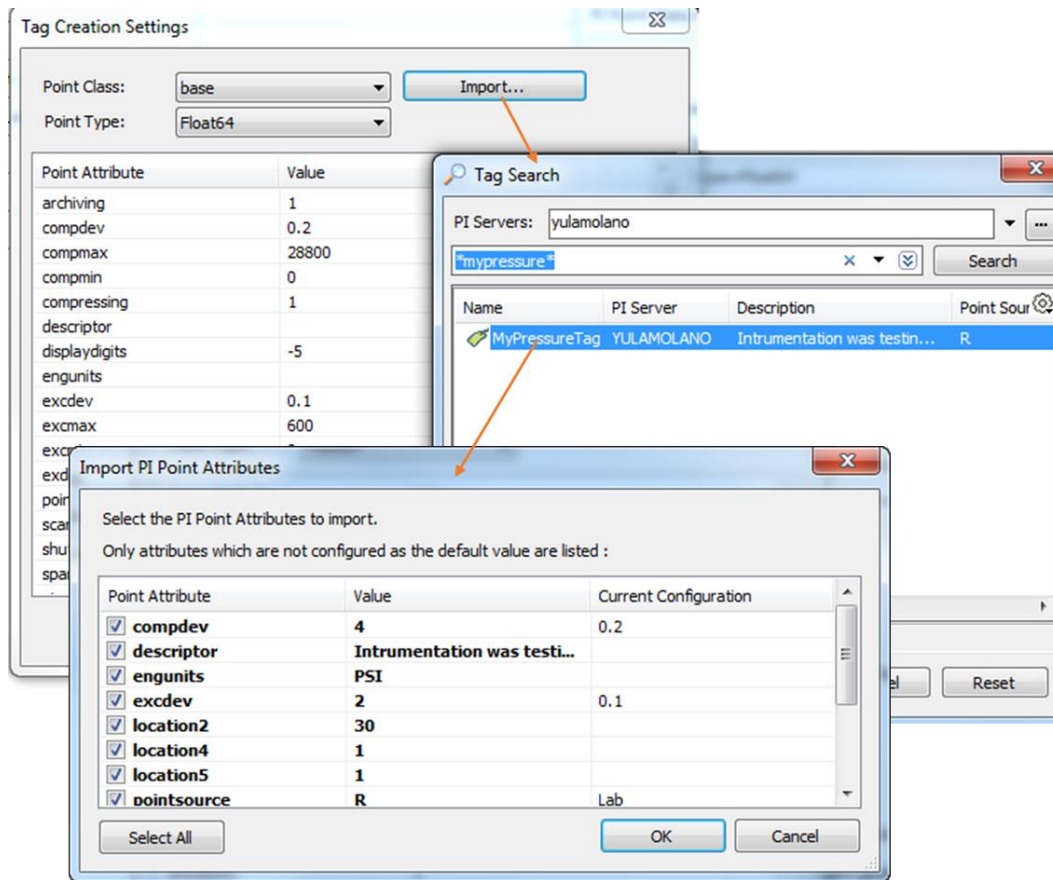 Tag Creation Settings
Point Class: base Import...
Point Type: Float64
Point Attribute Value
archiving 1
compdev 0.2
compmax 28800
compmin 0
compressing 1
descriptor
displaydigits -5
engunits
excdev 0.1
excmax 600
Tag Search
PI Servers: yulamolano ...
*mypressure* Search
Name PI Server Description Point Sour
MyPressureTag YULAMOLANO Intrumentation was testin... R
Reset
Import PI Point Attributes
Select the PI Point Attributes to import.
Only attributes which are not configured as the default value are listed :
Point Attribute Value Current Configuration
compdev 4 0.2
descriptor Intrumentation was testi...
engunits PSI
excdev 2 0.1
location2 30
location4 1
location5 1
pointsource R Lab
Select All OK Cancel